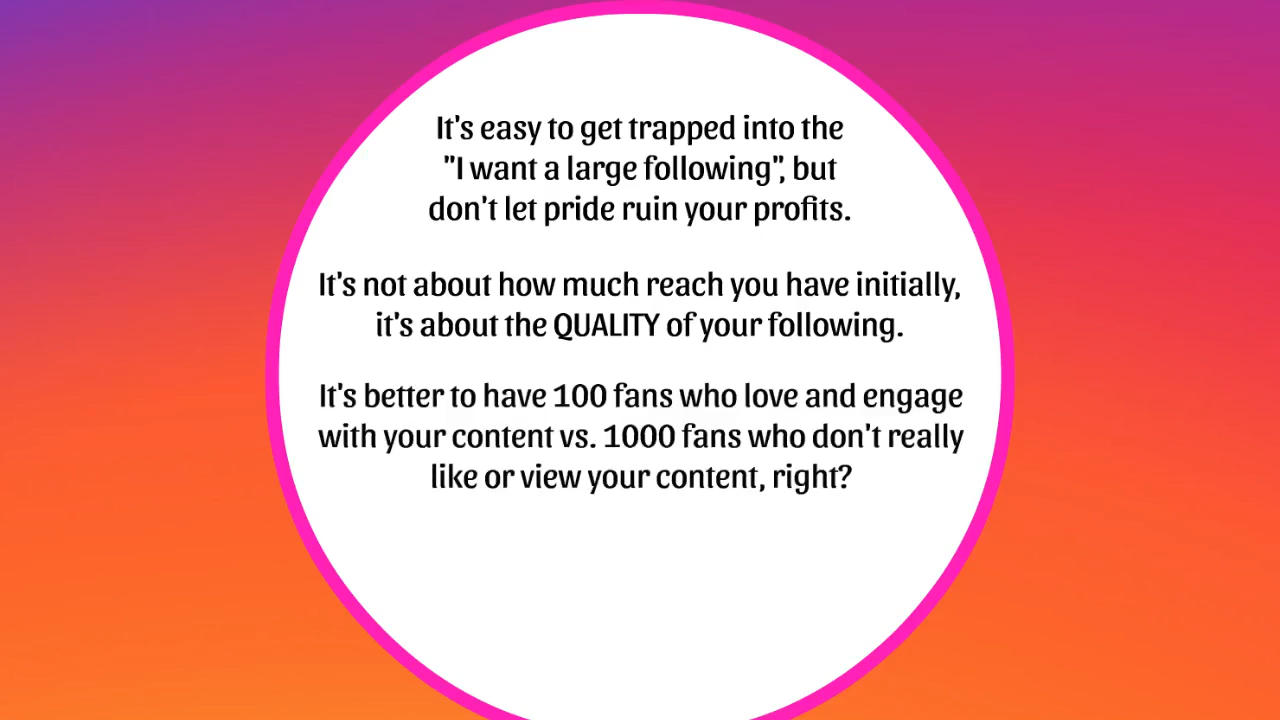 It's easy to get trapped into the
"I want a large following", but
don't let pride ruin your profits.
It's not about how much reach you have initially,
it's about the QUALITY of your following.
It's better to have 100 fans who love and engage
with your content vs. 1000 fans who don't really
like or view your content, right?